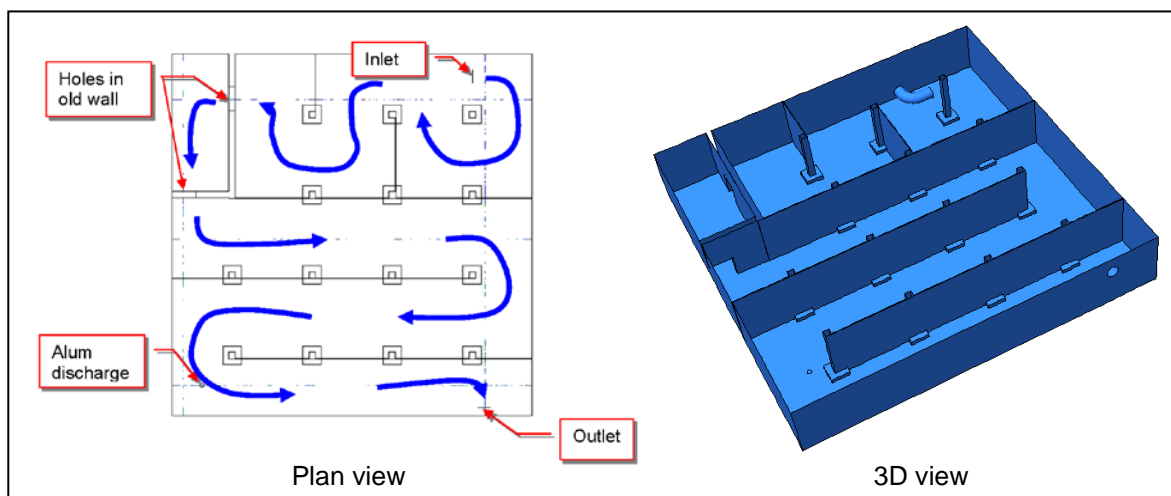 Inlet
Holes in
old wall
Alum
discharge
Outlet
Plan view
3D view